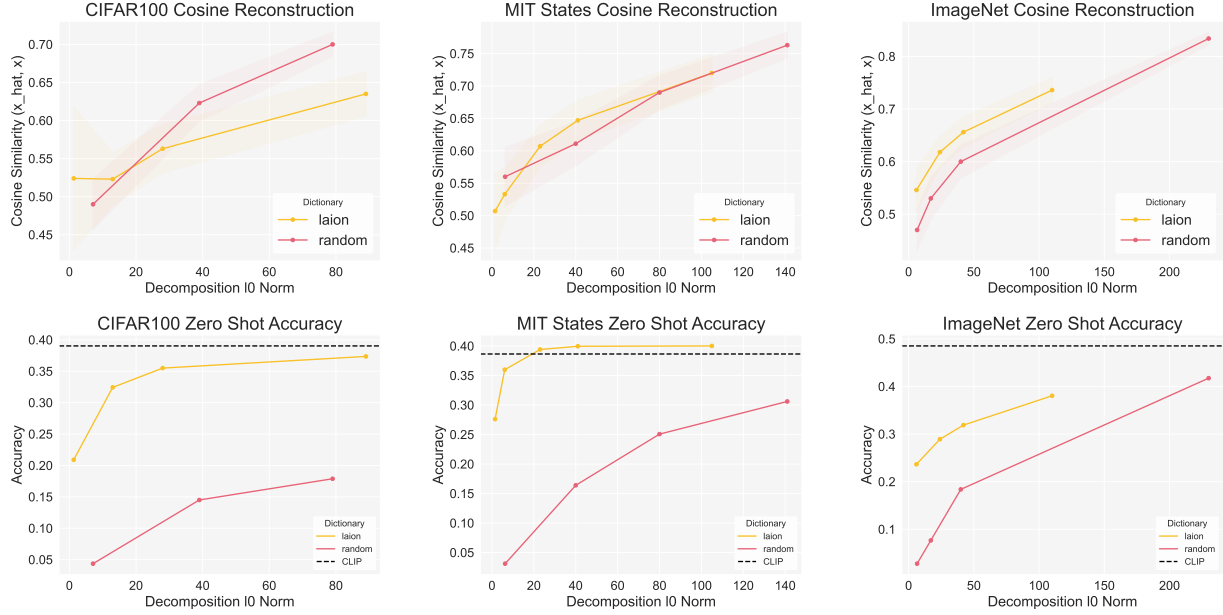 CIFAR100 Cosine Reconstruction
Cosine Similarity (x_hat, x)
0.70
0.65
0.60
0.55
0.50
0.45
0 20 40 60 80
Decomposition l0 Norm
Dictionary
laion
random
MIT States Cosine Reconstruction
Cosine Similarity (x_hat, x)
0.75
0.70
0.65
0.60
0.55
0.50
0.45
0 20 40 60 80 100 120 140
Decomposition l0 Norm
Dictionary
laion
random
ImageNet Cosine Reconstruction
Cosine Similarity (x_hat, x)
0.8
0.7
0.6
0.5
0 50 100 150 200
Decomposition l0 Norm
Dictionary
laion
random
CIFAR100 Zero Shot Accuracy
Accuracy
0.40
0.35
0.30
0.25
0.20
0.15
0.10
0.05
0 20 40 60 80
Decomposition l0 Norm
Dictionary
laion
random
CLIP
MIT States Zero Shot Accuracy
Accuracy
0.40
0.35
0.30
0.25
0.20
0.15
0.10
0.05
0 20 40 60 80 100 120 140
Decomposition l0 Norm
Dictionary
laion
random
CLIP
ImageNet Zero Shot Accuracy
Accuracy
0.5
0.4
0.3
0.2
0.1
0 50 100 150 200
Decomposition l0 Norm
Dictionary
laion
random
CLIP